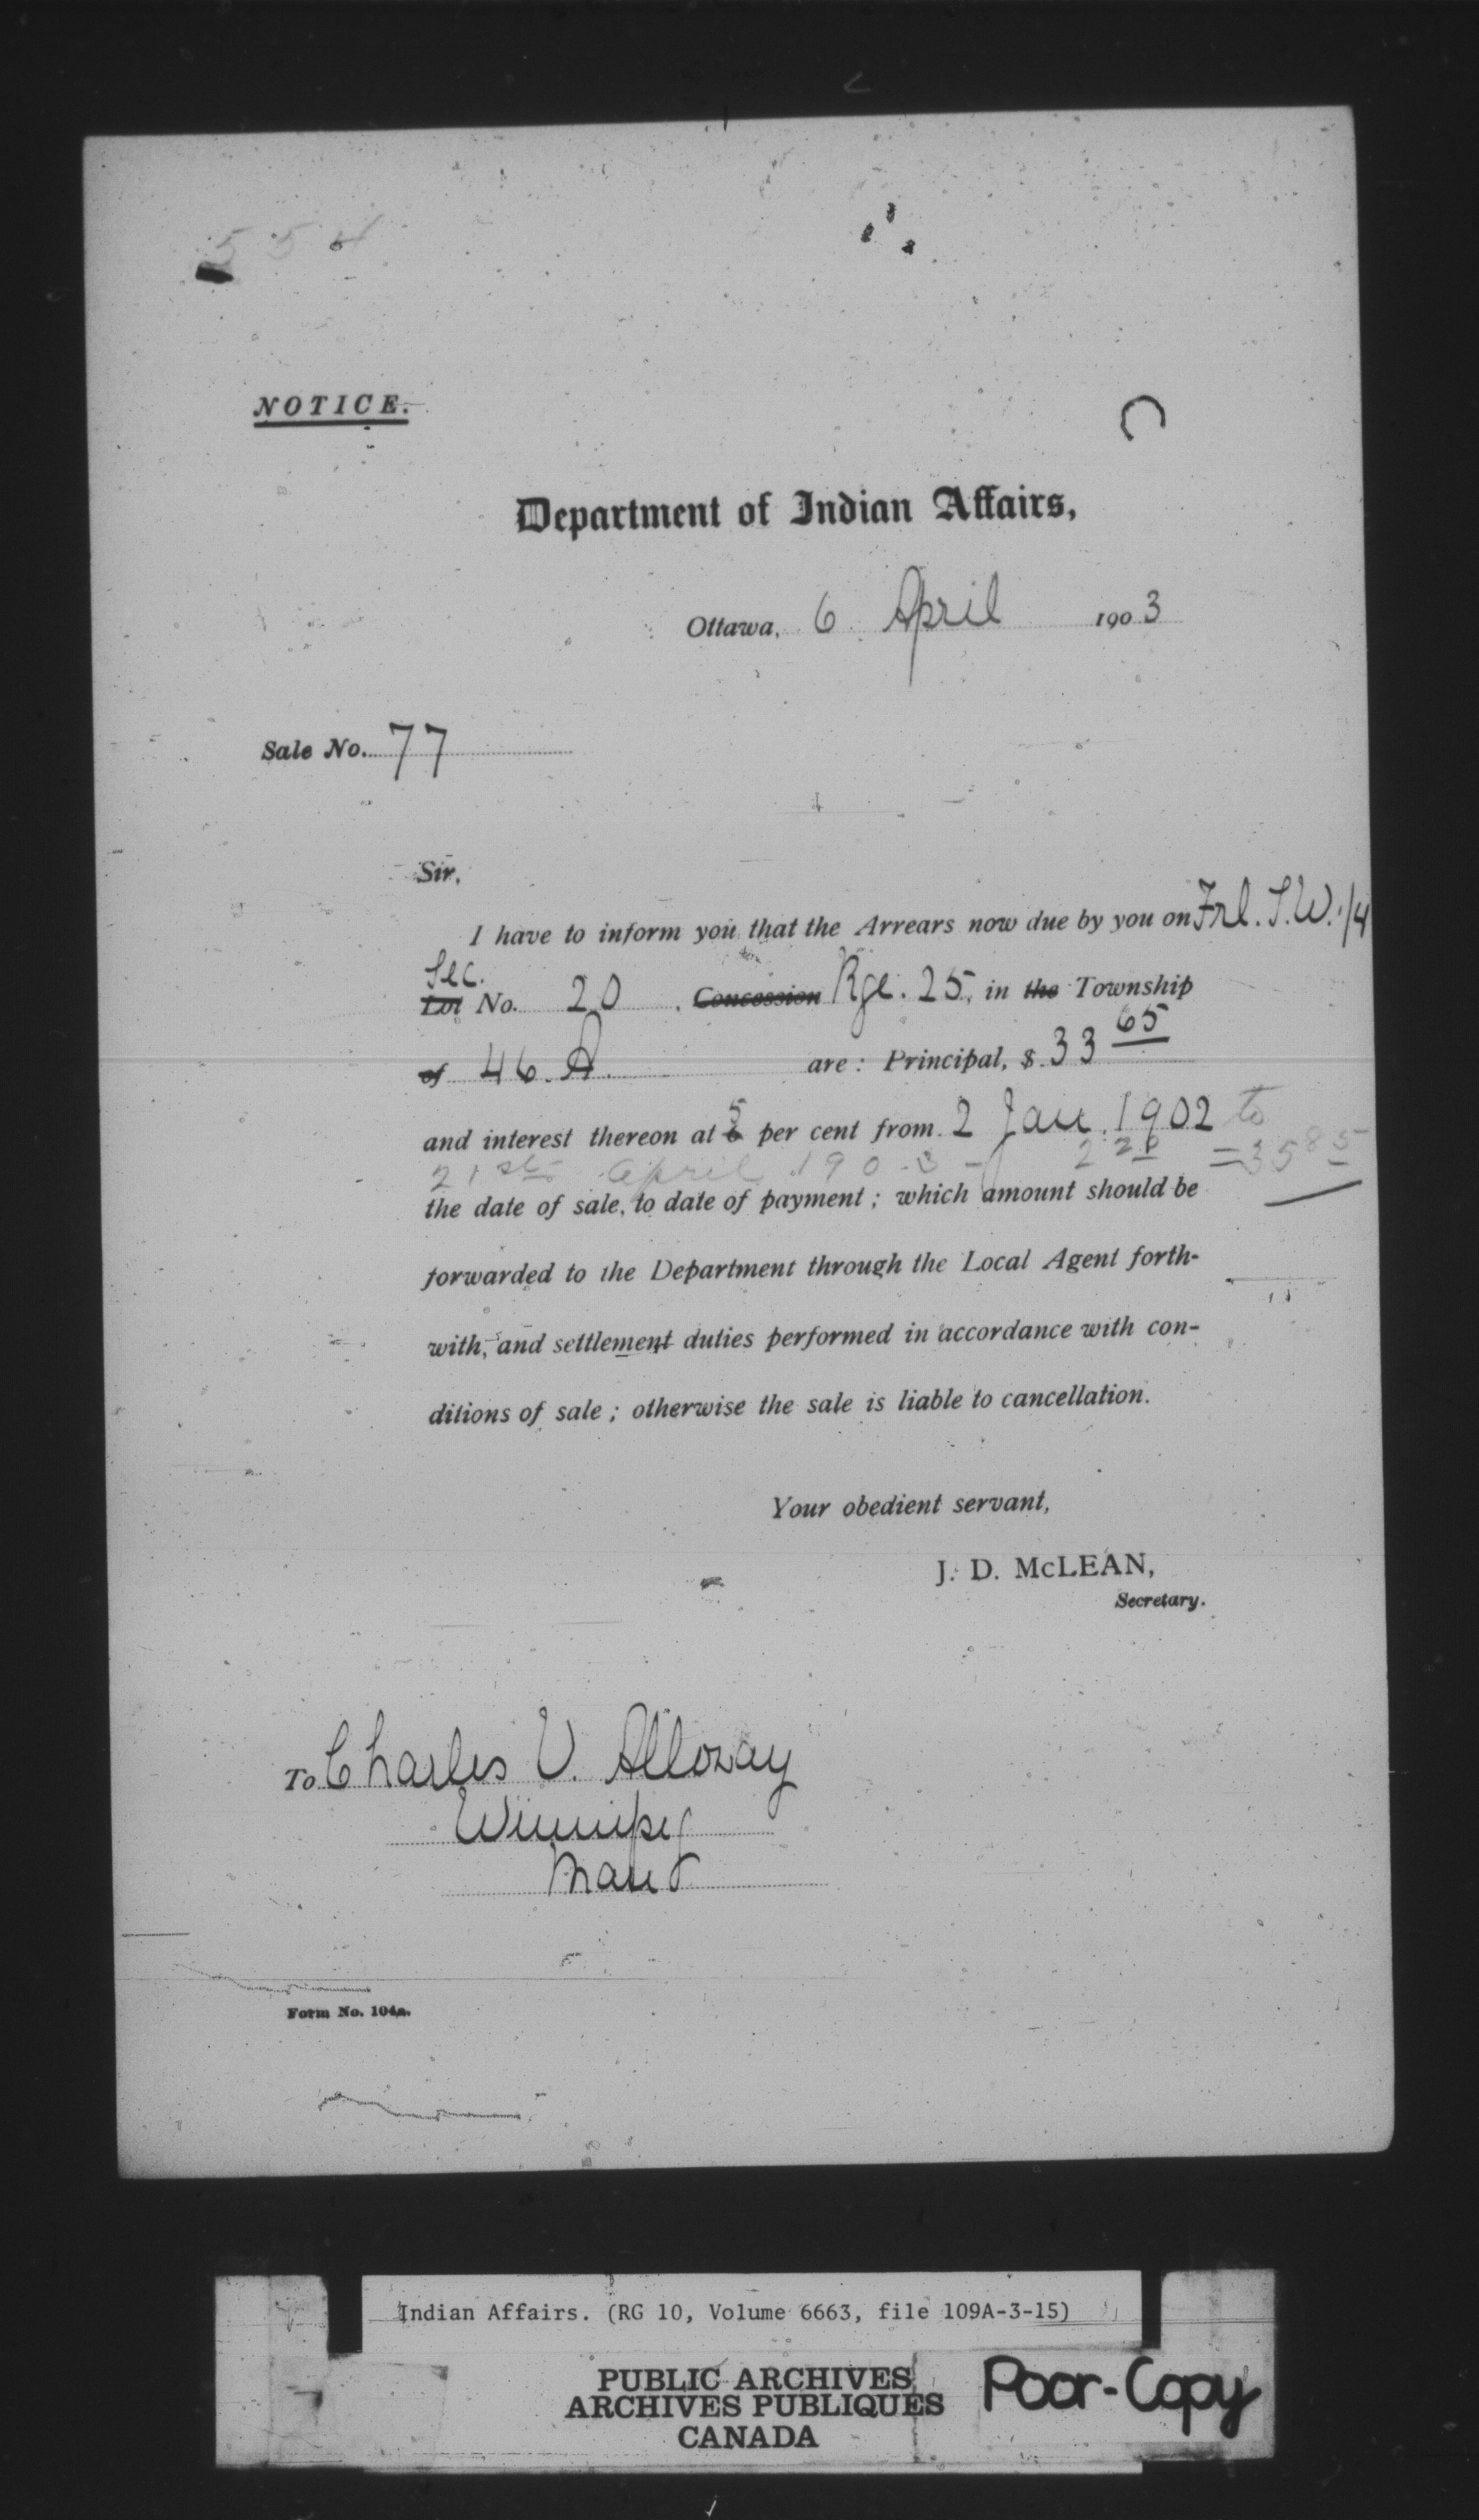 554
NOTICE.
Department of Indian Affairs,
Ottawa, 6 April 1903
Sale No. 77
Sir,
I have to inform you that the Arrears now due by you on Frl. S.W. 1/4
Sec.
Lot No. 20, Concession Rge. 25, in the Township
of 46.A. are: Principal, $33 65
and interest thereon at 6 5 per cent from 2 Jan. 1902 to
21st April 1903 - 2 20 = 35 85
the date of sale, to date of payment; which amount should be
forwarded to the Department through the Local Agent forth-
with, and settlement duties performed in accordance with con-
ditions of sale; otherwise the sale is liable to cancellation.
Your obedient servant,
J. D. McLEAN,
Secretary.
To Charles V. Alloway
Winnipeg
Man
Form No. 104a.
Indian Affairs. (RG 10, Volume 6663, file 109A-3-15)
PUBLIC ARCHIVES
ARCHIVES PUBLIQUES
CANADA
Poor-Copy